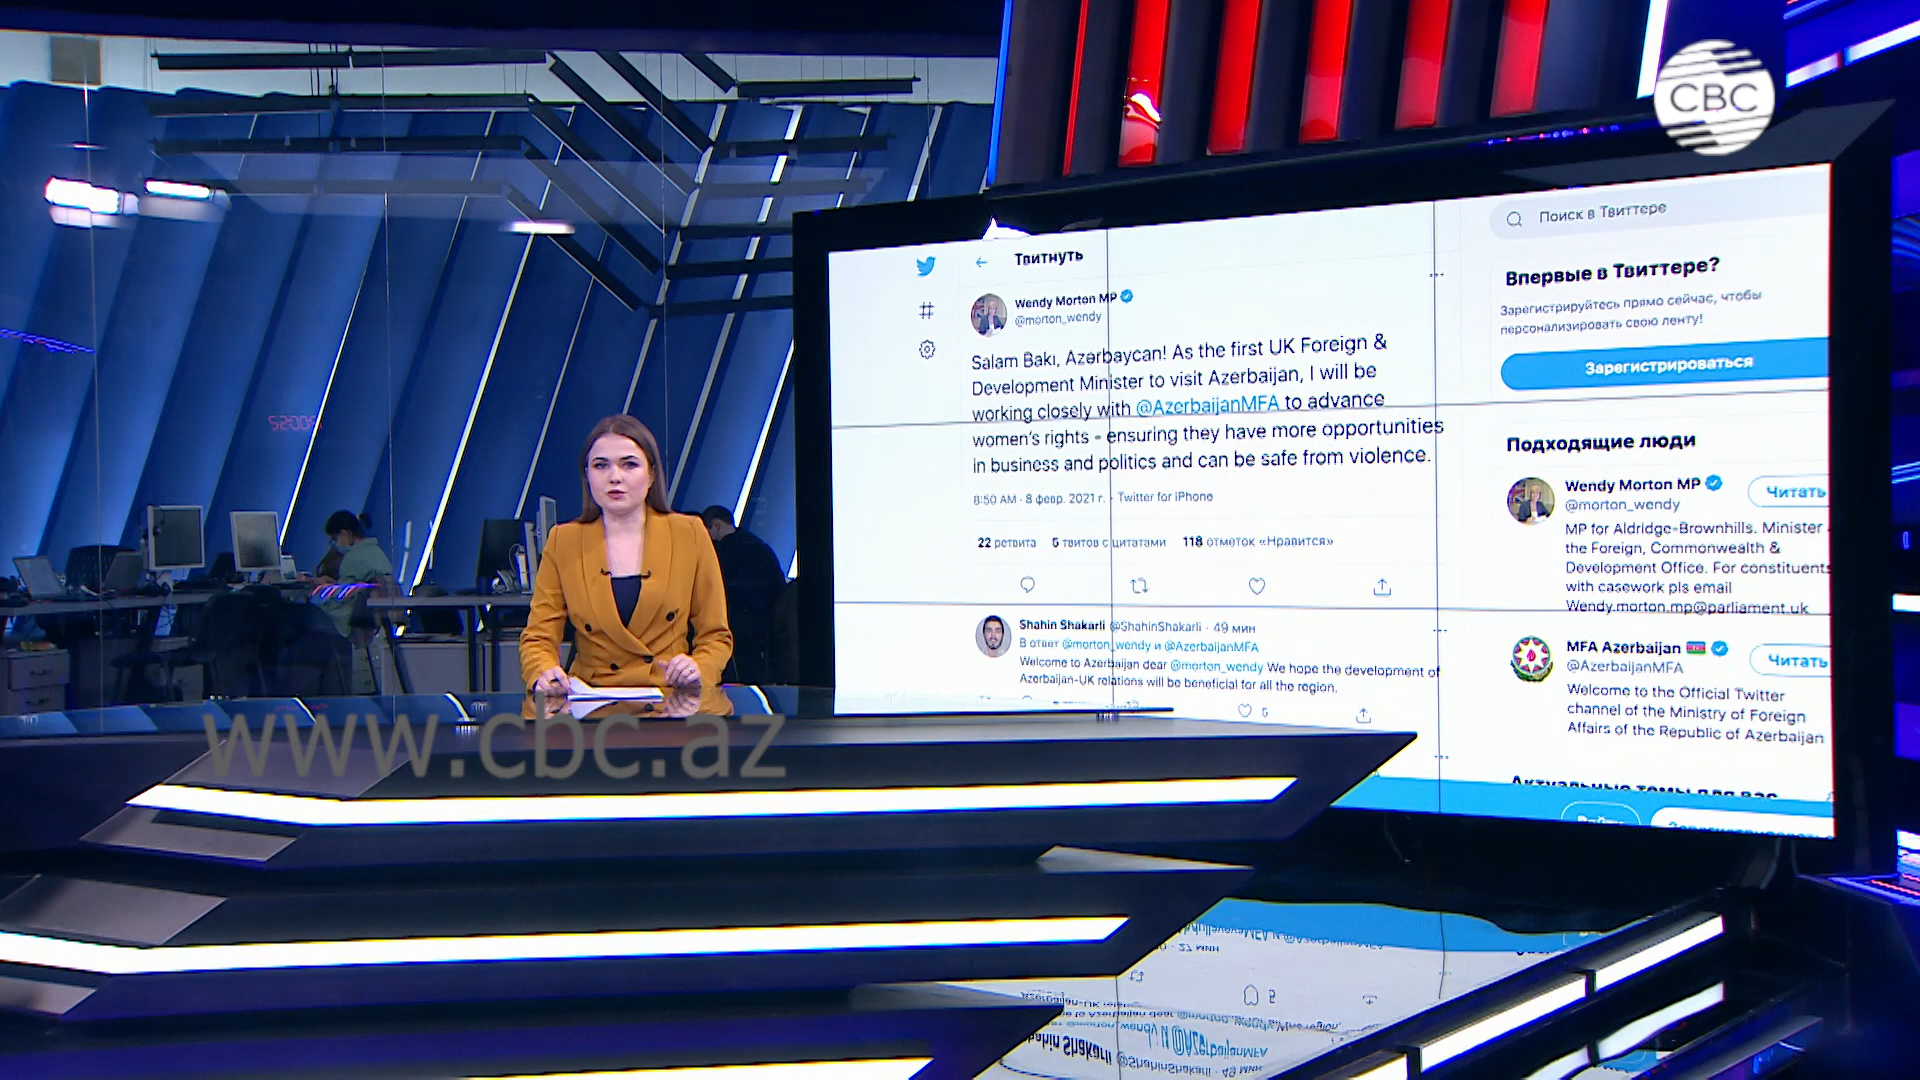 CBC
Поиск в Твиттере
Твитнуть
Впервые в Твиттере?
Зарегистрируйтесь прямо сейчас, чтобы
персонализировать свою ленту!
Зарегистрироваться
Wendy Morton MP
@morton_wendy
Salam Bakı, Azərbaycan! As the first UK Foreign &
Development Minister to visit Azerbaijan, I will be
working closely with @AzerbaijanMFA to advance
women's rights - ensuring they have more opportunities
in business and politics and can be safe from violence.
8:50 AM · 8 февр. 2021 г. · Twitter for iPhone
22 ретвита 5 твитов с цитатами 118 отметок «Нравится»
Shahin Shakarli @ShahinShakarli · 49 мин
В ответ @morton_wendy и @AzerbaijanMFA
Welcome to Azerbaijan dear @morton_wendy We hope the development of
Azerbaijan-UK relations will be beneficial for all the region.
6
Подходящие люди
Wendy Morton MP
Читать
@morton_wendy
MP for Aldridge-Brownhills. Minister
the Foreign, Commonwealth &
Development Office. For constituents
with casework pls email
Wendy.morton.mp@parliament.uk
MFA Azerbaijan
Читать
@AzerbaijanMFA
Welcome to the Official Twitter
channel of the Ministry of Foreign
Affairs of the Republic of Azerbaijan
Актуальные темы для вас
www.cbc.az